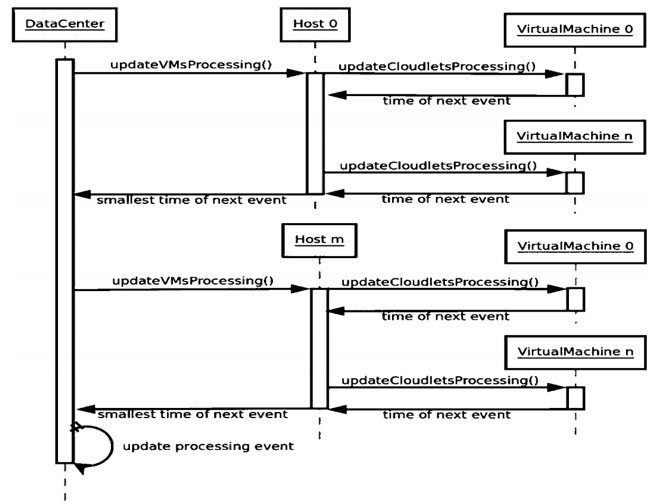 DataCenter
Host 0
VirtualMachine 0
updateVMsProcessing()
updateCloudletsProcessing()
time of next event
VirtualMachine n
updateCloudletsProcessing()
smallest time of next event
time of next event
Host m
VirtualMachine 0
updateVMsProcessing()
updateCloudletsProcessing()
time of next event
VirtualMachine n
updateCloudletsProcessing()
smallest time of next event
time of next event
update processing event